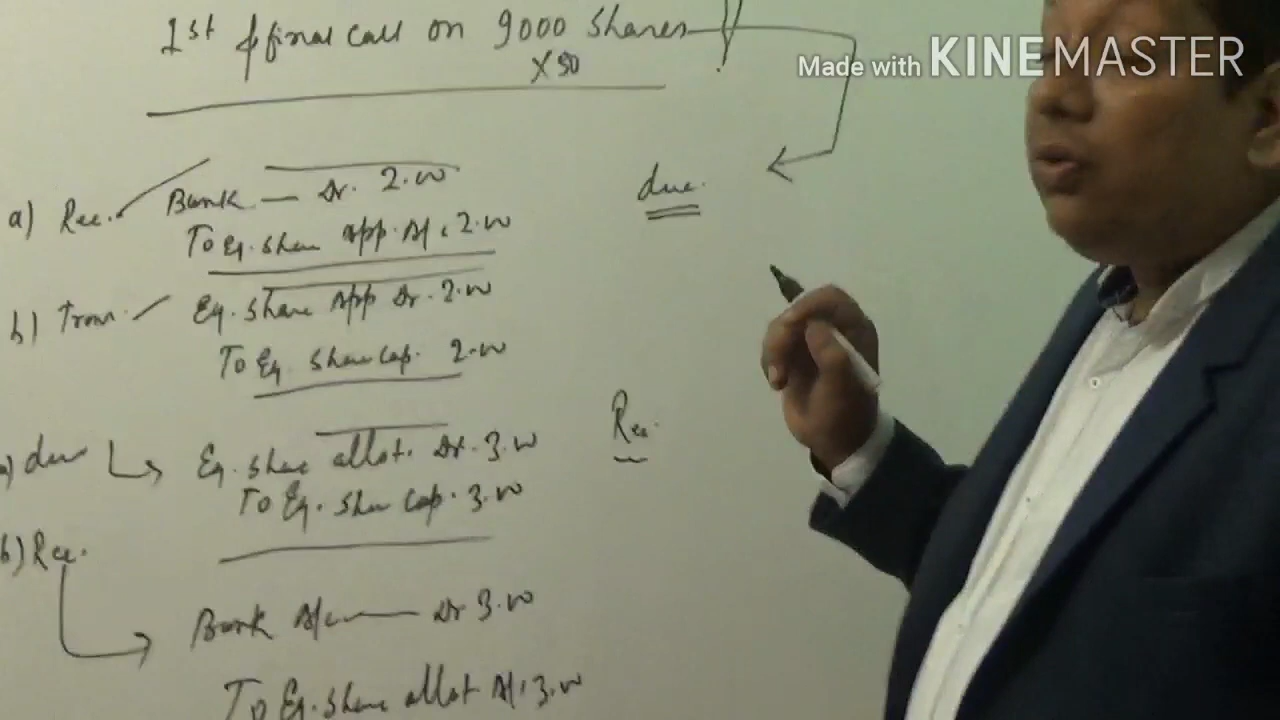 1st & final call on 9000 shares
X 50
Made with KINEMASTER
a) Rec. Bank — Dr. 2.00
To Eq. share App. A/c 2.00
due.
b) Tran. Eq. share App Dr. 2.00
To Eq. share Cap. 2.00
a) due Eq. share allot. Dr. 3.00
To Eq. share Cap. 3.00
Rec.
b) Rec.
Bank A/c — Dr 3.00
To Eq. share allot A/c 3.00